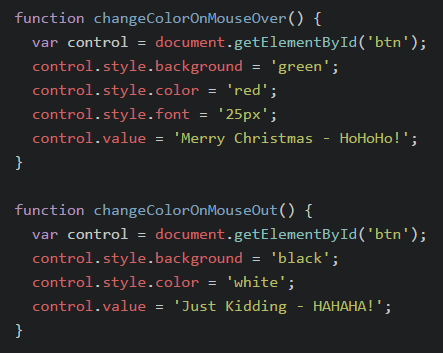 function changeColorOnMouseOver() {
  var control = document.getElementById('btn');
  control.style.background = 'green';
  control.style.color = 'red';
  control.style.font = '25px';
  control.value = 'Merry Christmas - HoHoHo!';
}

function changeColorOnMouseOut() {
  var control = document.getElementById('btn');
  control.style.background = 'black';
  control.style.color = 'white';
  control.value = 'Just Kidding - HAHAHA!';
}